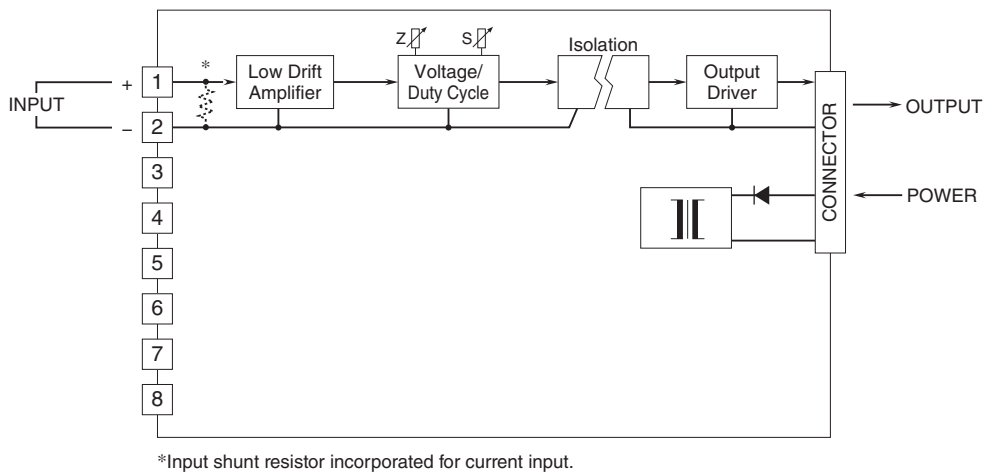 Z
S
Isolation
*
Low Drift
Amplifier
Voltage/
Duty Cycle
Output
Driver
INPUT
+
−
1
2
3
4
5
6
7
8
CONNECTOR
OUTPUT
POWER
*Input shunt resistor incorporated for current input.